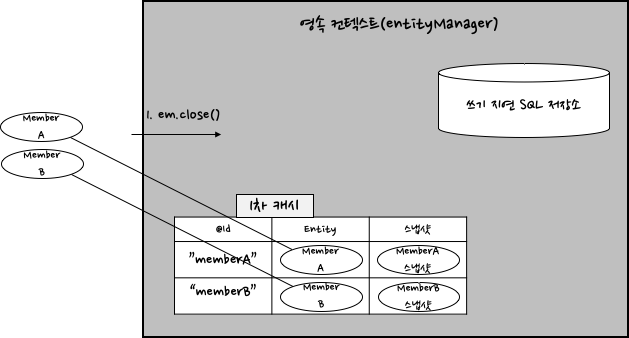 영속 컨텍스트(entityManager)
쓰기 지연 SQL 저장소
1. em.close()
Member
A
Member
B
1차 캐시
@Id
Entity
스냅샷
”memberA”
Member
A
MemberA
스냅샷
“memberB”
Member
B
MemberB
스냅샷